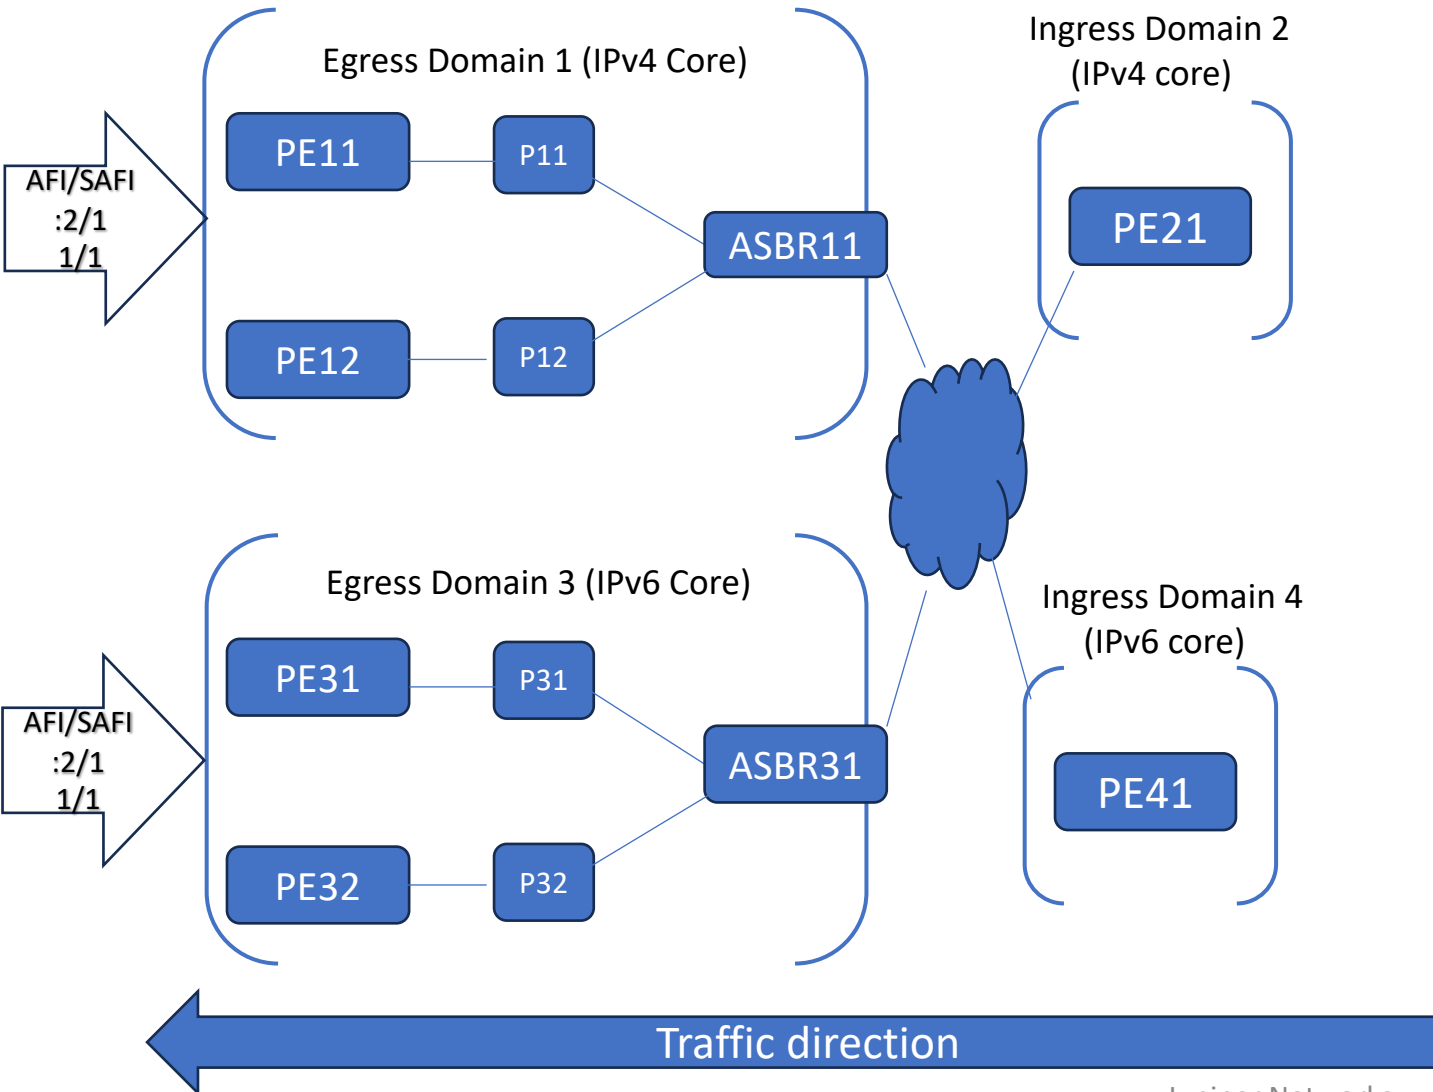 Egress Domain 1 (IPv4 Core)
Ingress Domain 2
(IPv4 core)
PE11
P11
AFI/SAFI
:2/1
1/1
ASBR11
PE21
PE12
P12
Egress Domain 3 (IPv6 Core)
Ingress Domain 4
(IPv6 core)
PE31
P31
AFI/SAFI
:2/1
1/1
ASBR31
PE41
PE32
P32
Traffic direction